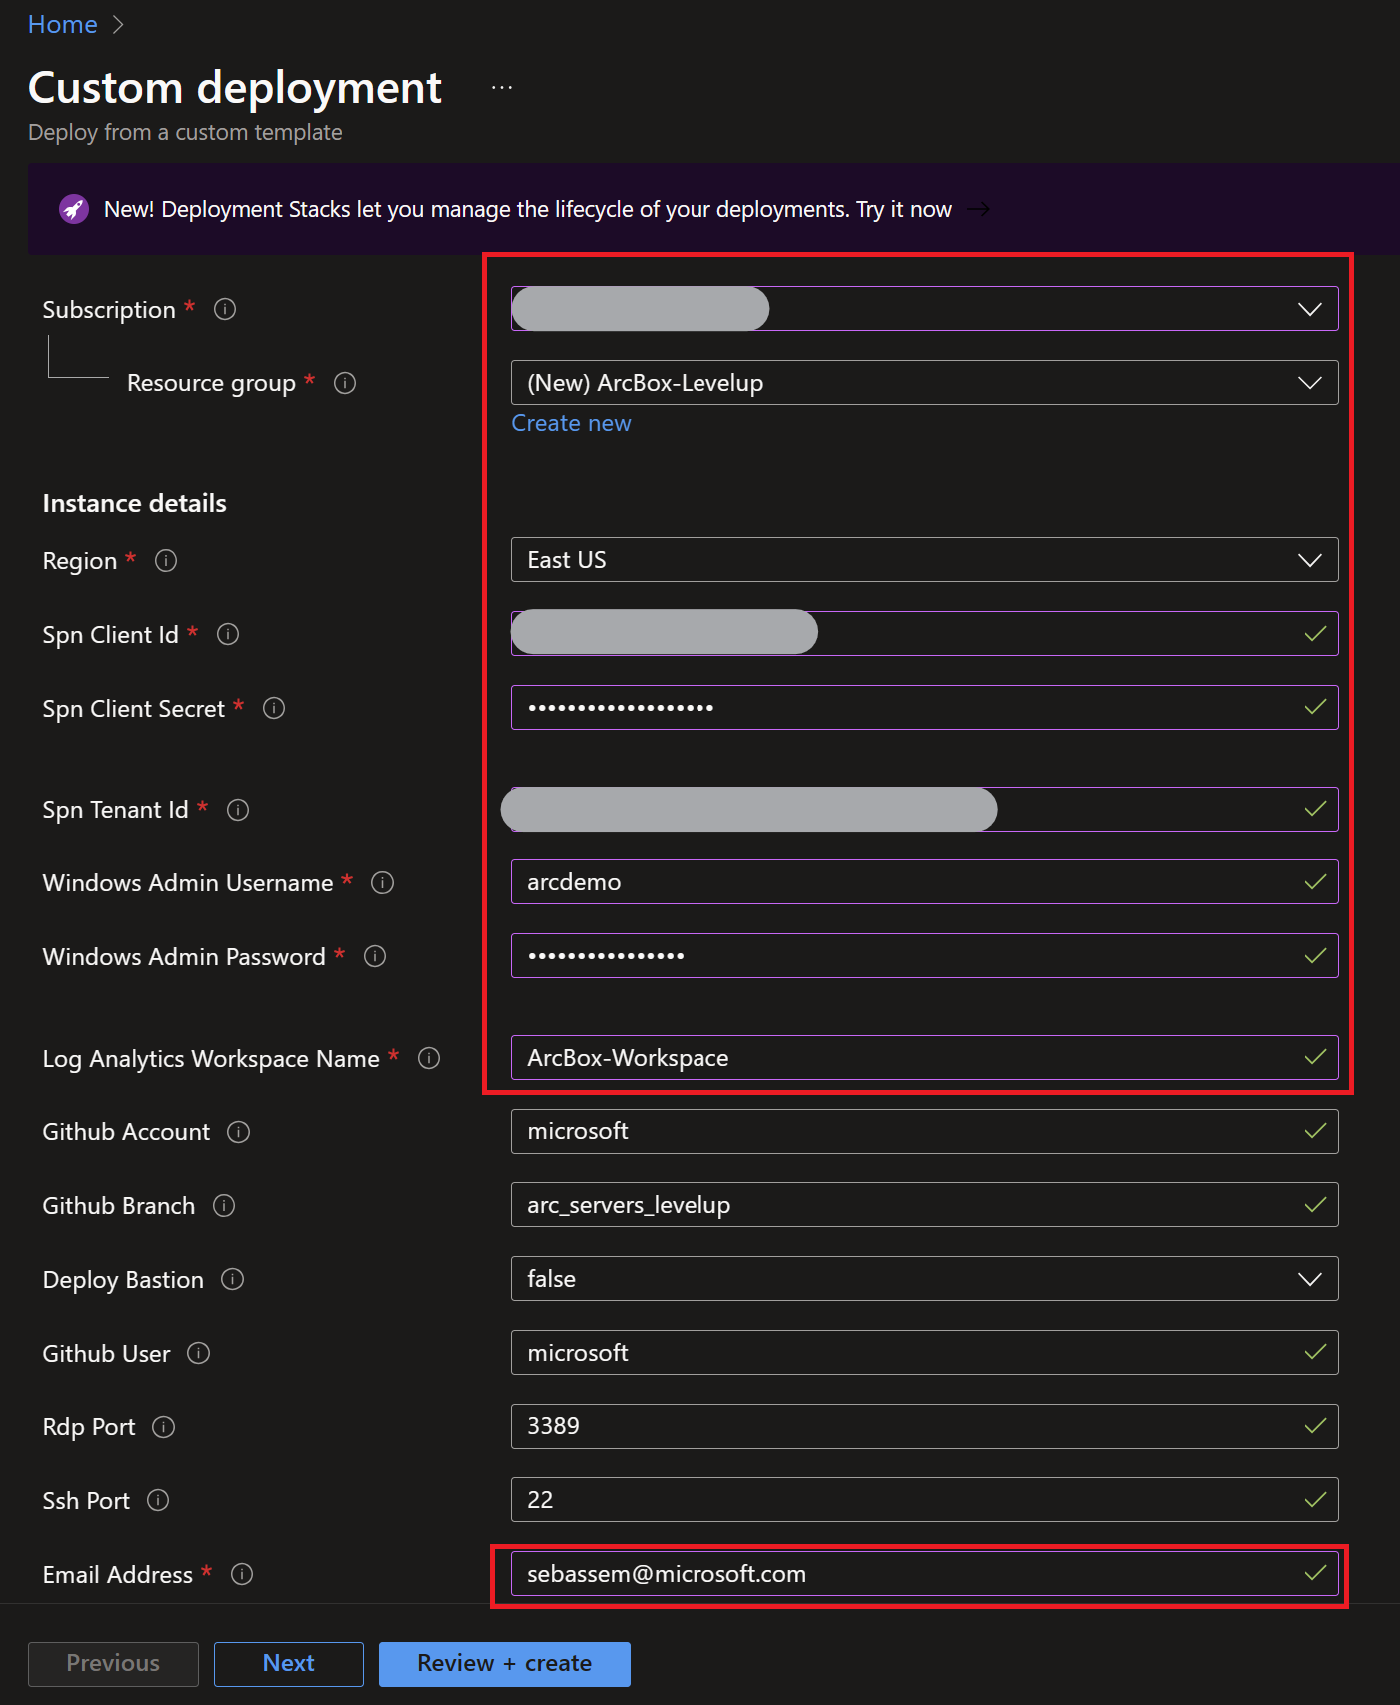 Home
Custom deployment ...
Deploy from a custom template
New! Deployment Stacks let you manage the lifecycle of your deployments. Try it now →
Subscription *
Resource group * (New) ArcBox-Levelup
Create new
Instance details
Region * East US
Spn Client Id *
Spn Client Secret * •••••••••••••••••••
Spn Tenant Id *
Windows Admin Username * arcdemo
Windows Admin Password * ••••••••••••••••
Log Analytics Workspace Name * ArcBox-Workspace
Github Account microsoft
Github Branch arc_servers_levelup
Deploy Bastion false
Github User microsoft
Rdp Port 3389
Ssh Port 22
Email Address * sebassem@microsoft.com
Previous Next Review + create